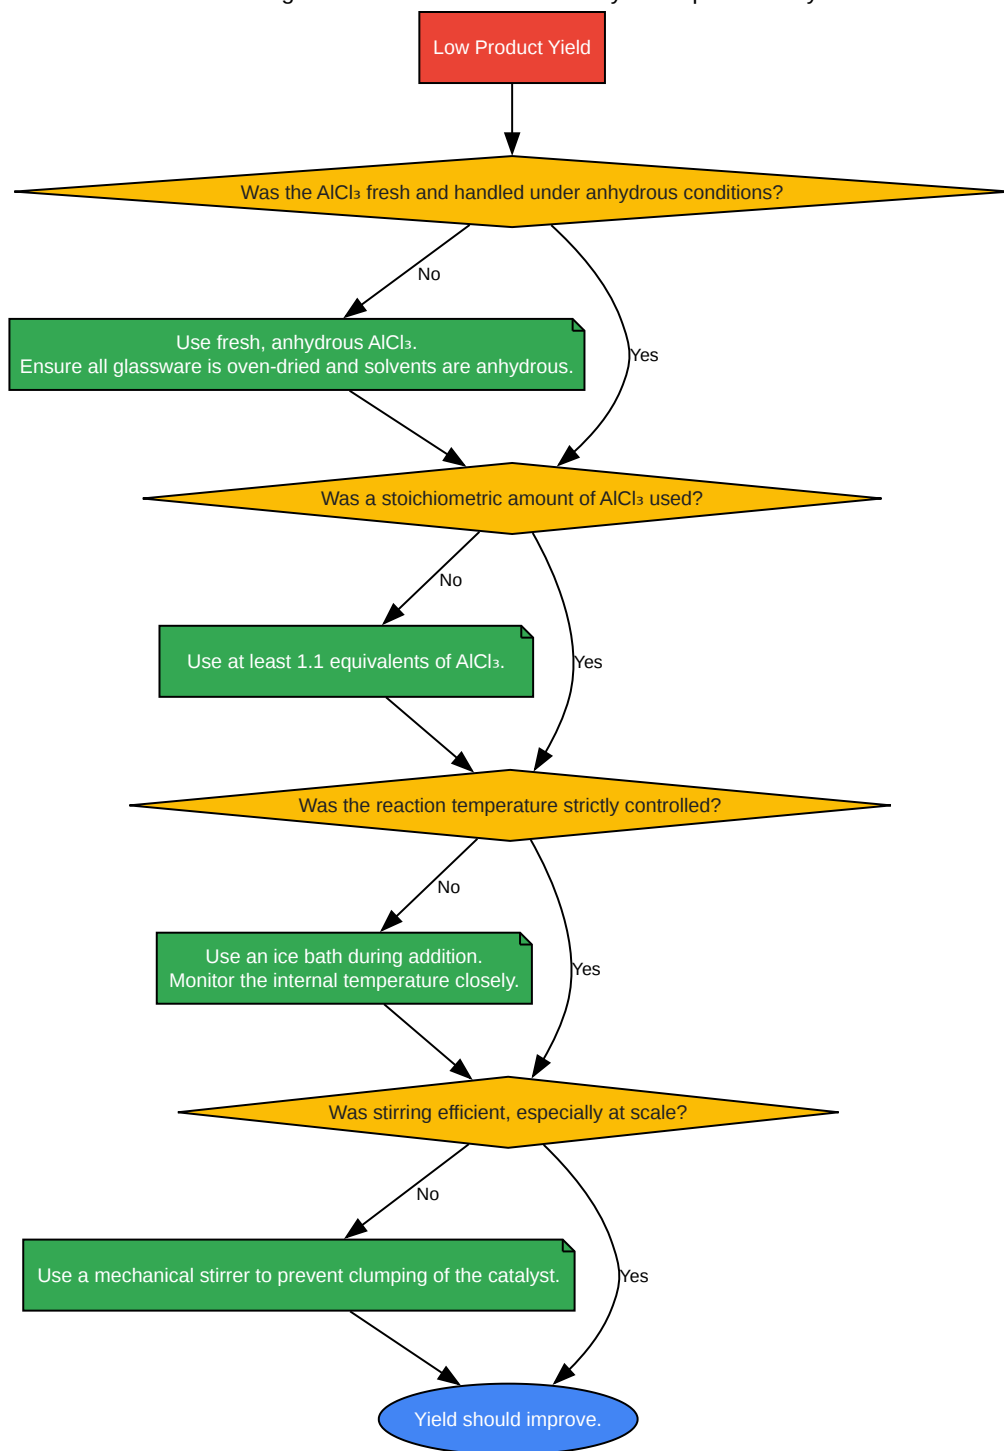 Low Product Yield
Was the AlCl₃ fresh and handled under anhydrous conditions?
No
Use fresh, anhydrous AlCl₃.
Ensure all glassware is oven-dried and solvents are anhydrous.
Yes
Was a stoichiometric amount of AlCl₃ used?
No
Use at least 1.1 equivalents of AlCl₃.
Yes
Was the reaction temperature strictly controlled?
No
Use an ice bath during addition.
Monitor the internal temperature closely.
Yes
Was stirring efficient, especially at scale?
No
Use a mechanical stirrer to prevent clumping of the catalyst.
Yes
Yield should improve.